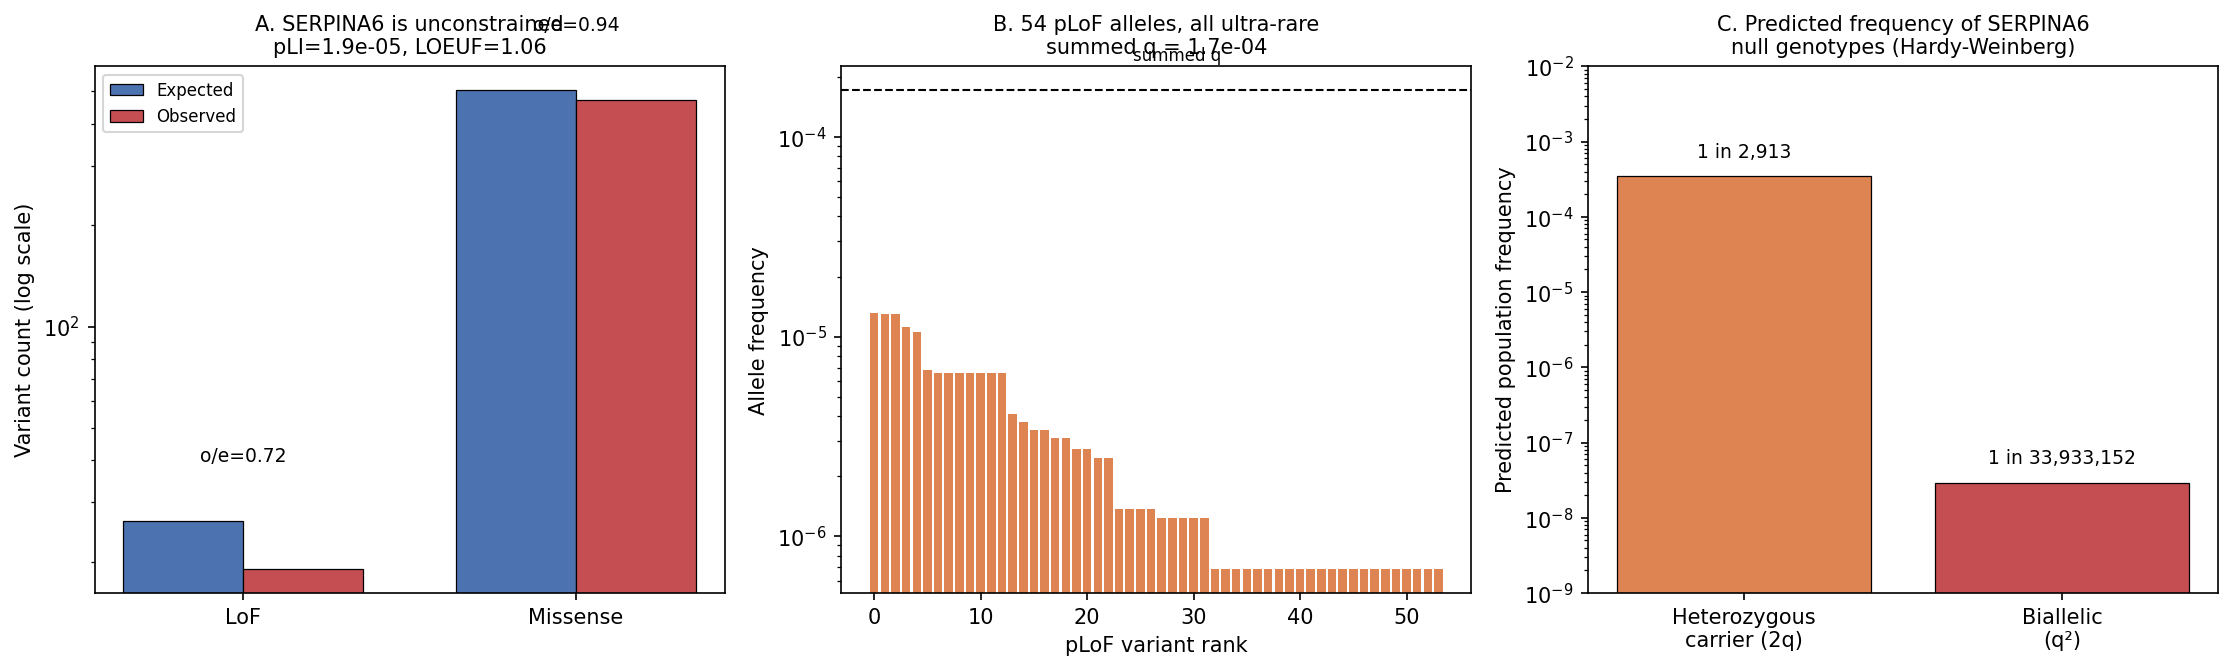 A. SERPINA6 is unconstrained
pLI=1.9e-05, LOEUF=1.06
o/e=0.94
Expected
Observed
o/e=0.72
Variant count (log scale)
10²
LoF
Missense
B. 54 pLoF alleles, all ultra-rare
summed q = 1.7e-04
summed q
Allele frequency
10⁻⁴
10⁻⁵
10⁻⁶
0
10
20
30
40
50
pLoF variant rank
C. Predicted frequency of SERPINA6
null genotypes (Hardy-Weinberg)
Predicted population frequency
10⁻²
10⁻³
10⁻⁴
10⁻⁵
10⁻⁶
10⁻⁷
10⁻⁸
10⁻⁹
1 in 2,913
1 in 33,933,152
Heterozygous
carrier (2q)
Biallelic
(q²)